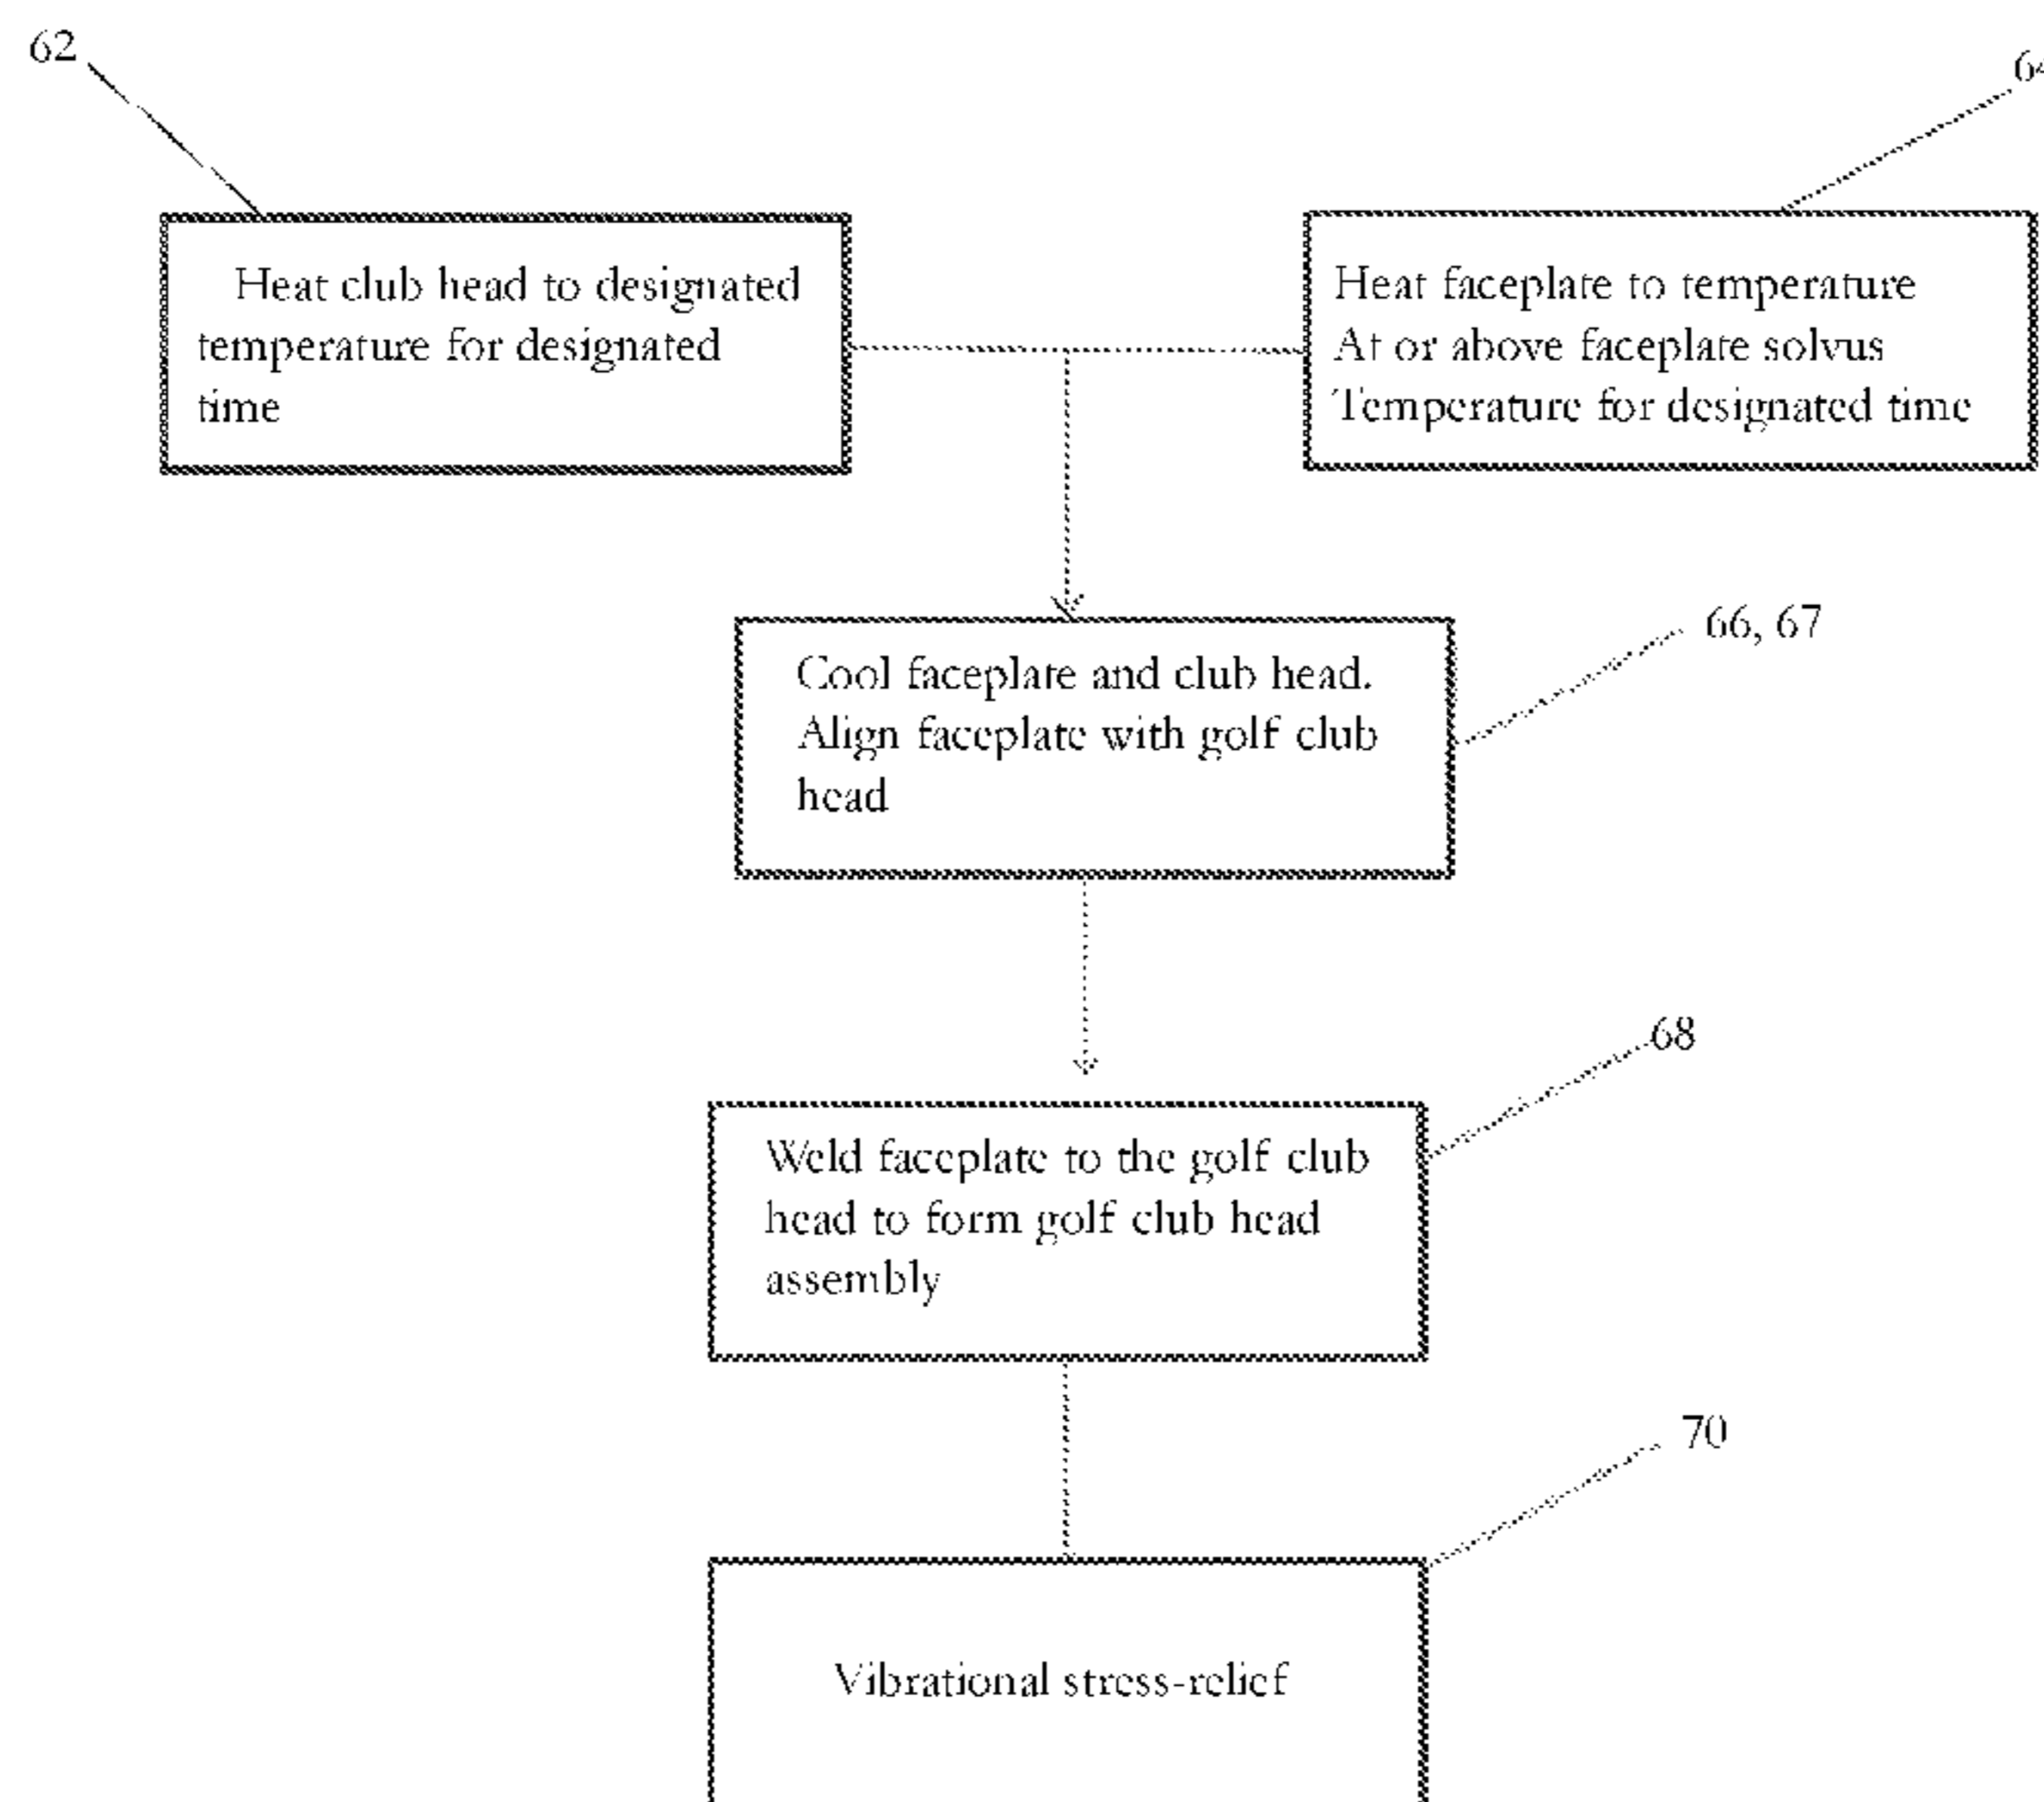 62
Heat club head to designated
temperature for designated
time
Heat faceplate to temperature
At or above faceplate solvus
Temperature for designated time
Cool faceplate and club head.
Align faceplate with golf club
head
66, 67
Weld faceplate to the golf club
head to form golf club head
assembly
68
Vibrational stress-relief
70